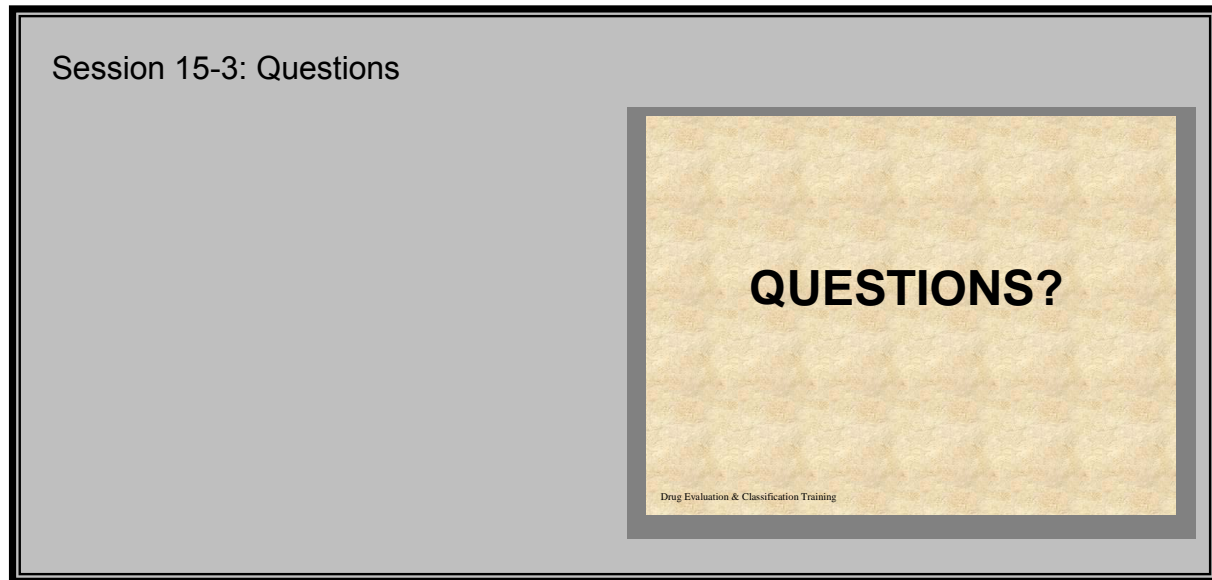 Session 15-3: Questions
QUESTIONS?
Drug Evaluation & Classification Training